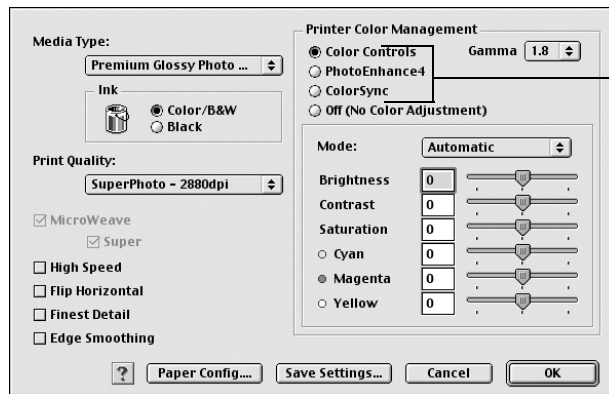 Media Type:
Premium Glossy Photo ...
Ink
Color/B&W
Black
Print Quality:
SuperPhoto - 2880dpi
MicroWeave
Super
High Speed
Flip Horizontal
Finest Detail
Edge Smoothing
Printer Color Management
Color Controls
Gamma 1.8
PhotoEnhance4
ColorSync
Off (No Color Adjustment)
Mode: Automatic
Brightness 0
Contrast 0
Saturation 0
Cyan 0
Magenta 0
Yellow 0
? Paper Config.... Save Settings... Cancel OK